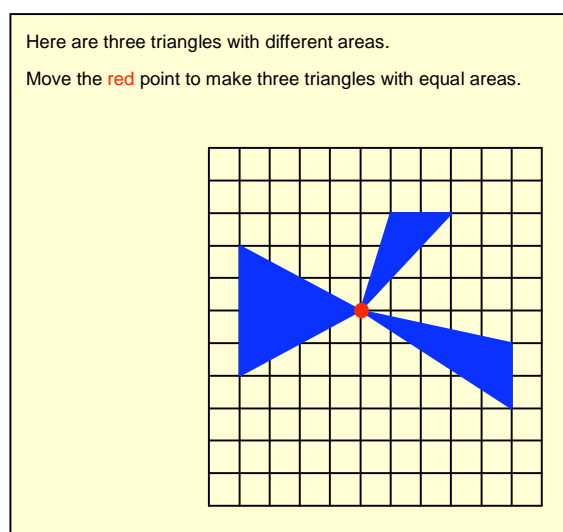 Here are three triangles with different areas.
Move the red point to make three triangles with equal areas.